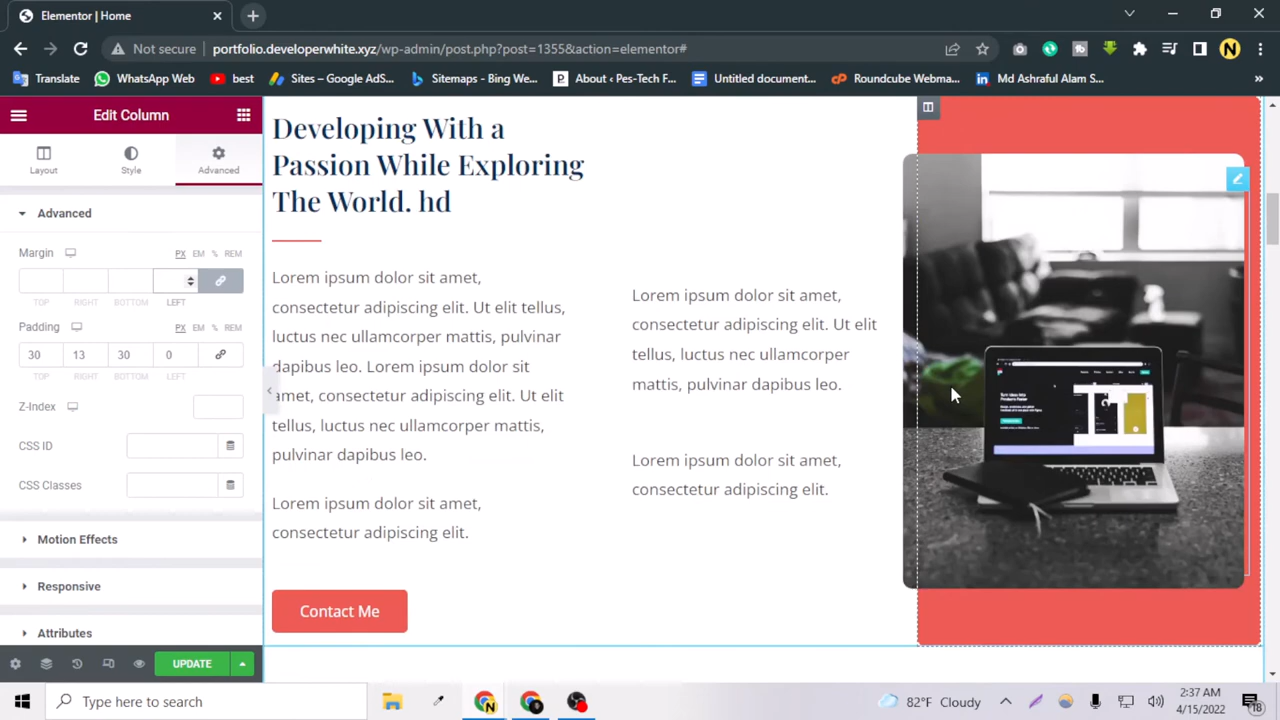 Elementor | Home
Not secure
portfolio.developerwhite.xyz/wp-admin/post.php?post=1355&action=elementor#
N
Translate
WhatsApp Web
best
Sites – Google AdS...
Sitemaps - Bing We...
About ‹ Pes-Tech F...
Untitled document...
Roundcube Webma...
Md Ashraful Alam S...
»
Edit Column
Layout
Style
Advanced
Advanced
Margin
PX EM % REM
TOP RIGHT BOTTOM LEFT
Padding
PX EM % REM
30 13 30 0
TOP RIGHT BOTTOM LEFT
Z-Index
CSS ID
CSS Classes
Motion Effects
Responsive
Attributes
UPDATE
Developing With a
Passion While Exploring
The World. hd
Lorem ipsum dolor sit amet,
consectetur adipiscing elit. Ut elit tellus,
luctus nec ullamcorper mattis, pulvinar
dapibus leo. Lorem ipsum dolor sit
amet, consectetur adipiscing elit. Ut elit
tellus, luctus nec ullamcorper mattis,
pulvinar dapibus leo.
Lorem ipsum dolor sit amet,
consectetur adipiscing elit.
Contact Me
Lorem ipsum dolor sit amet,
consectetur adipiscing elit. Ut elit
tellus, luctus nec ullamcorper
mattis, pulvinar dapibus leo.
Lorem ipsum dolor sit amet,
consectetur adipiscing elit.
Type here to search
82°F Cloudy
2:37 AM
4/15/2022
18